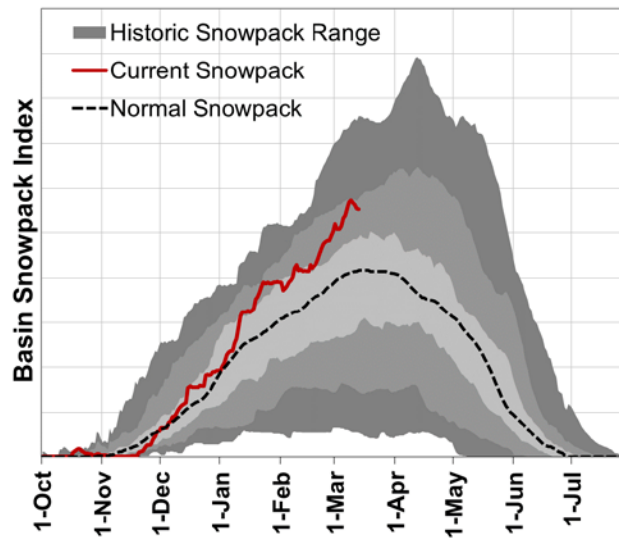 Historic Snowpack Range
Current Snowpack
Normal Snowpack
Basin Snowpack Index
1-Oct
1-Nov
1-Dec
1-Jan
1-Feb
1-Mar
1-Apr
1-May
1-Jun
1-Jul